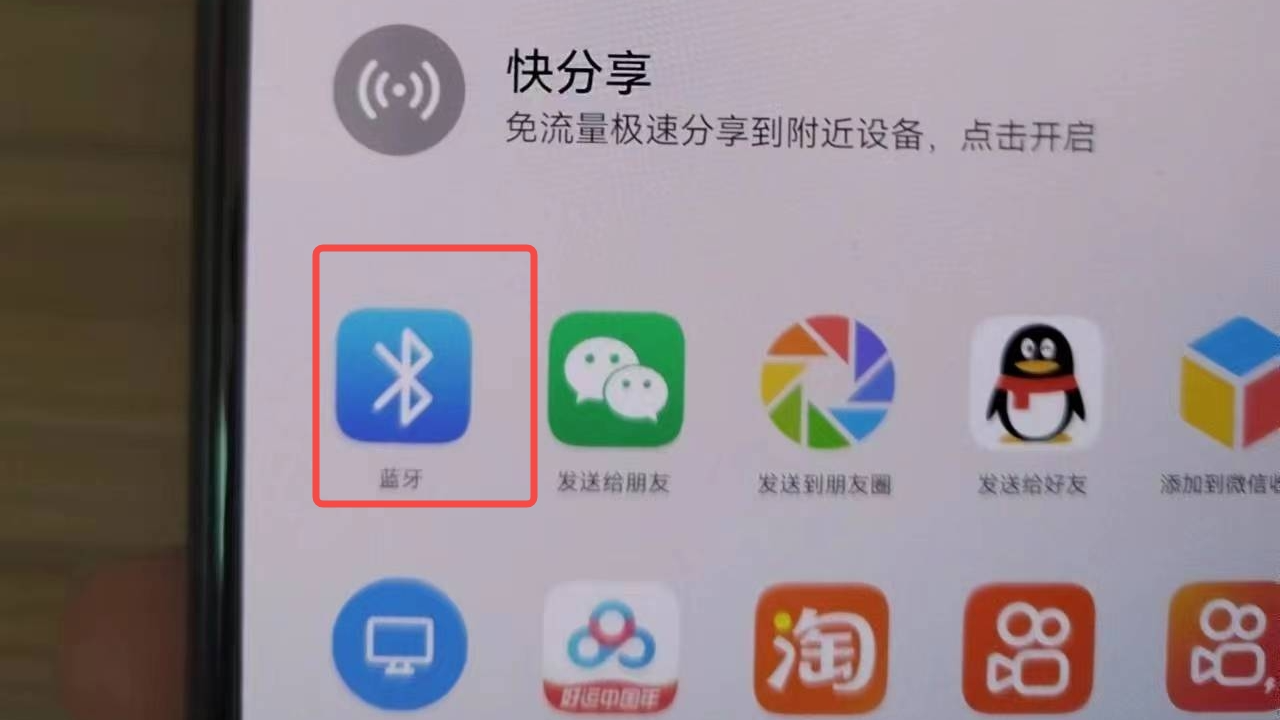 快分享
免流量极速分享到附近设备，点击开启
蓝牙
发送给朋友
发送到朋友圈
发送给好友
添加到微信收
淘
好运中国年